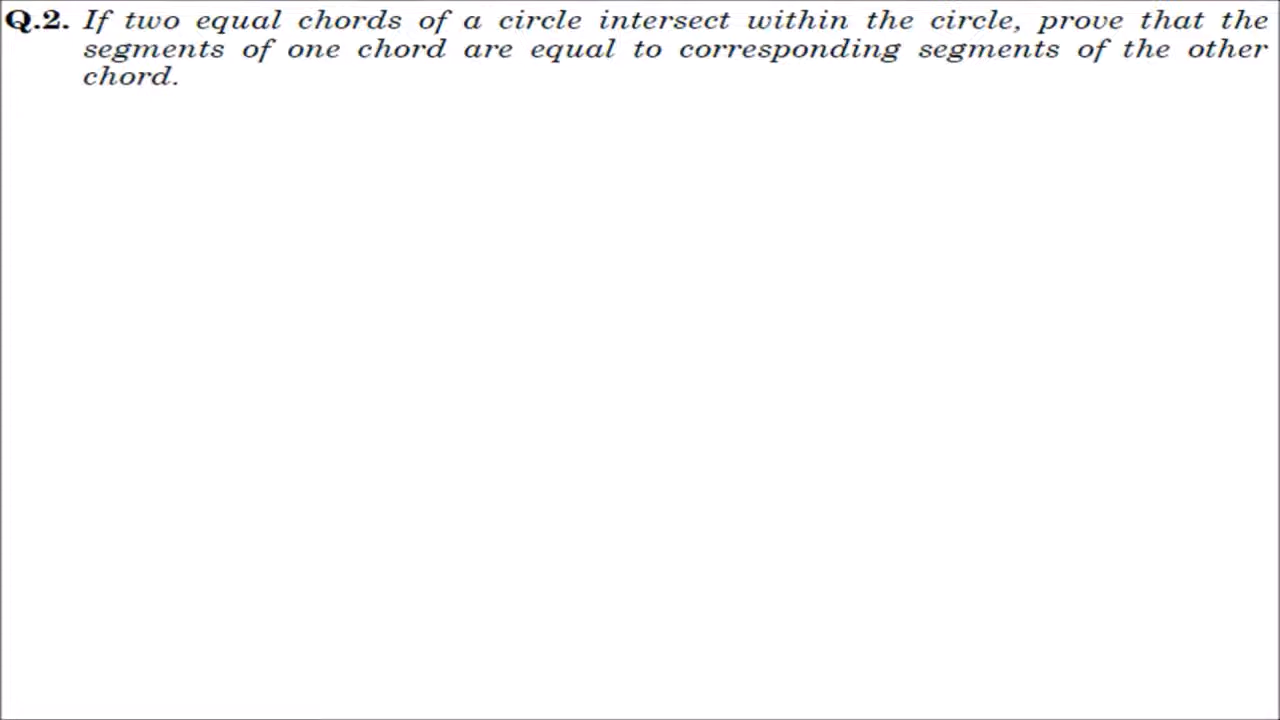 Q.2. If two equal chords of a circle intersect within the circle, prove that the
segments of one chord are equal to corresponding segments of the other
chord.